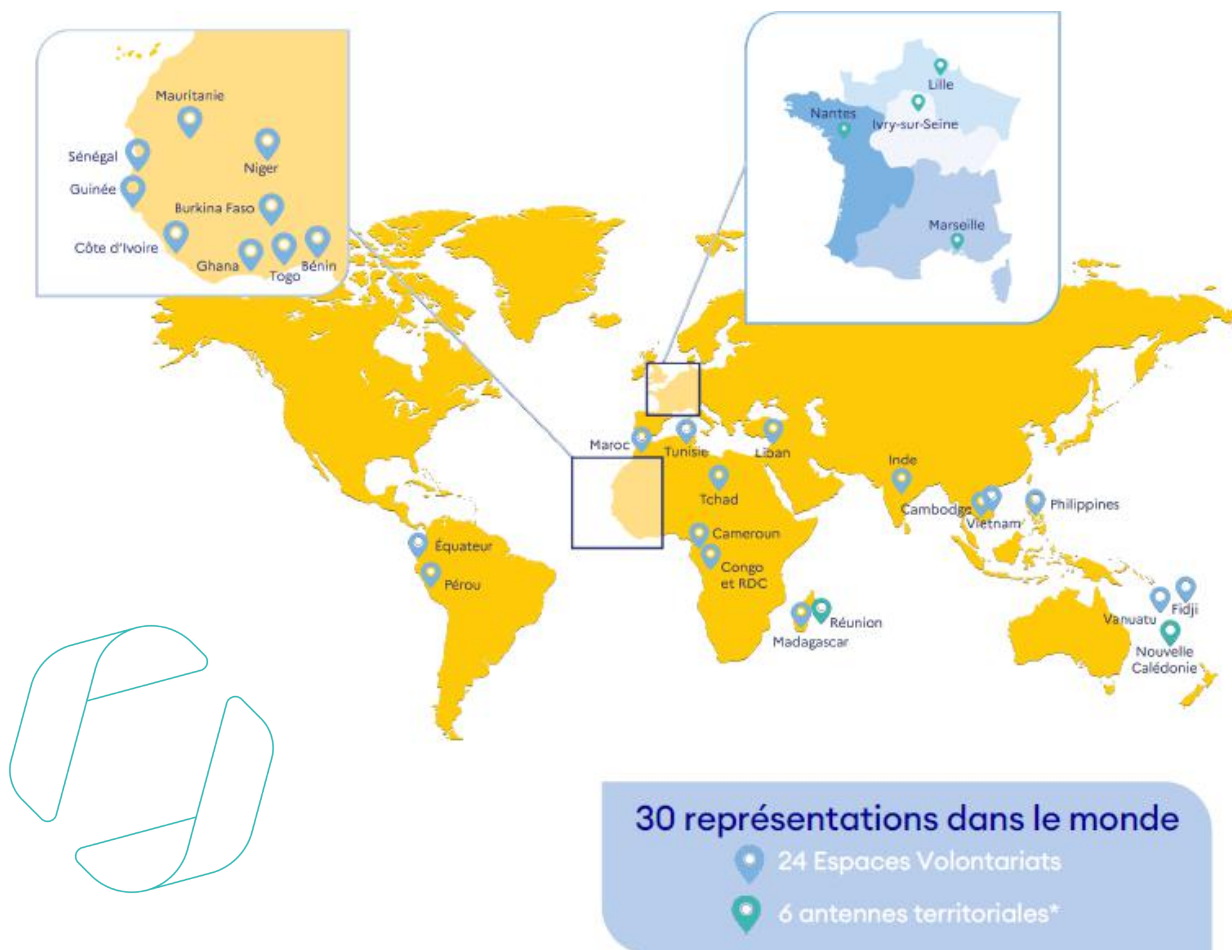 Mauritanie
Sénégal
Niger
Guinée
Burkina Faso
Côte d'Ivoire
Ghana
Togo
Bénin
Lille
Nantes
Ivry-sur-Seine
Marseille
Maroc
Tunisie
Liban
Tchad
Inde
Cambodge
Vietnam
Philippines
Cameroun
Congo
et RDC
Équateur
Pérou
Madagascar
Réunion
Vanuatu
Fidji
Nouvelle
Calédonie
30 représentations dans le monde
24 Espaces Volontariats
6 antennes territoriales*